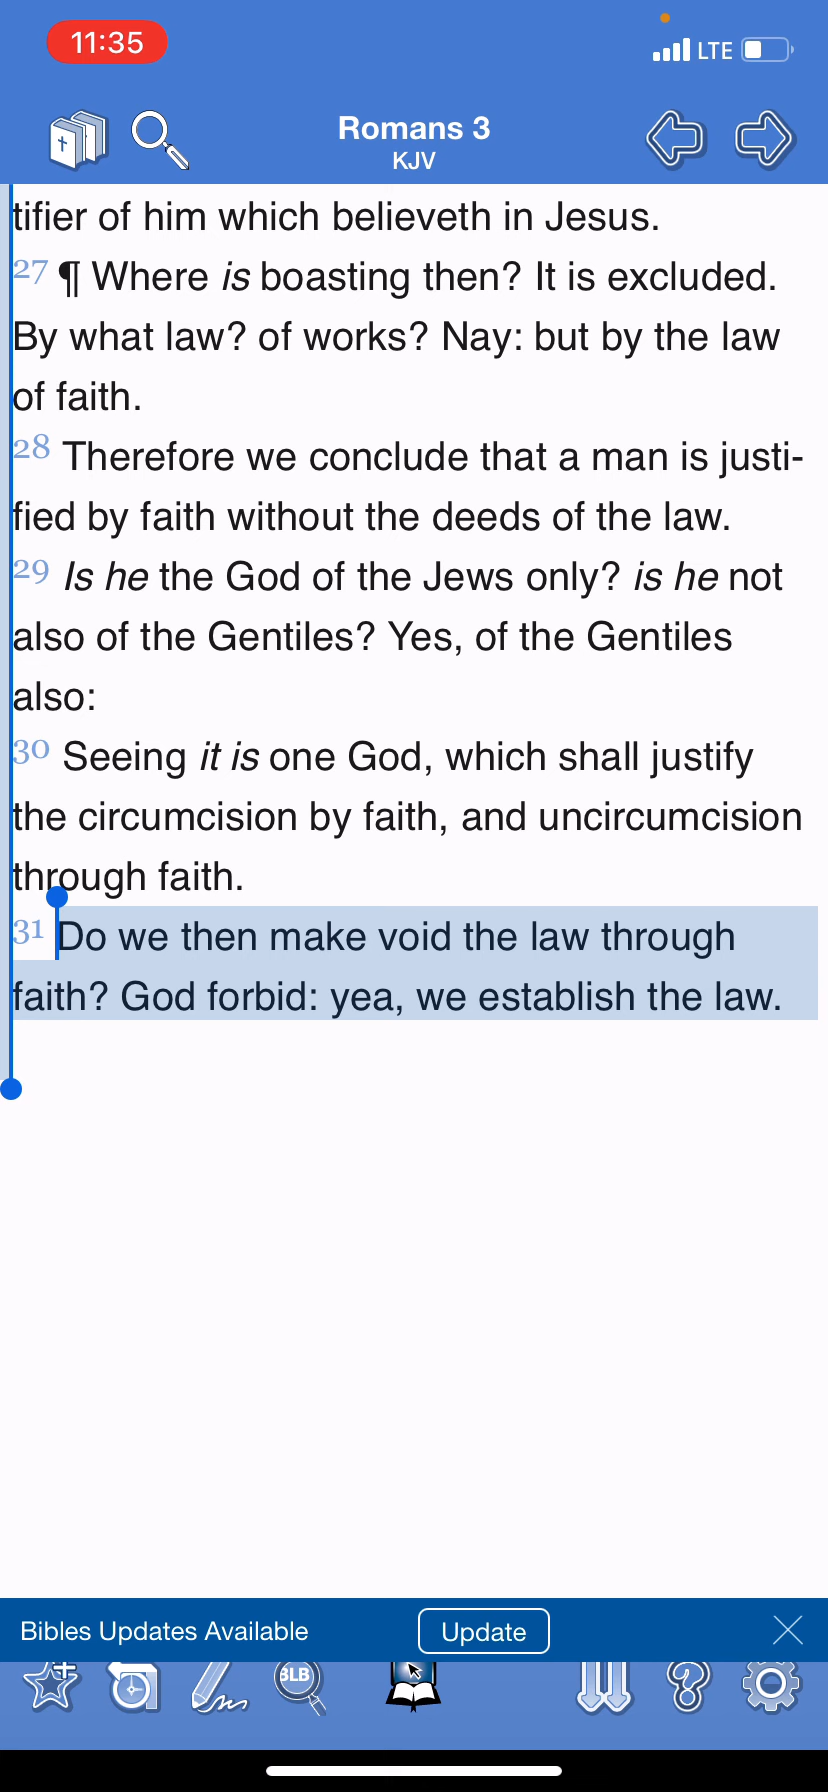 11:35
LTE
Romans 3
KJV
tifier of him which believeth in Jesus.
27 ¶ Where is boasting then? It is excluded.
By what law? of works? Nay: but by the law
of faith.
28 Therefore we conclude that a man is justi-
fied by faith without the deeds of the law.
29 Is he the God of the Jews only? is he not
also of the Gentiles? Yes, of the Gentiles
also:
30 Seeing it is one God, which shall justify
the circumcision by faith, and uncircumcision
through faith.
31 Do we then make void the law through
faith? God forbid: yea, we establish the law.
Bibles Updates Available
Update
BLB